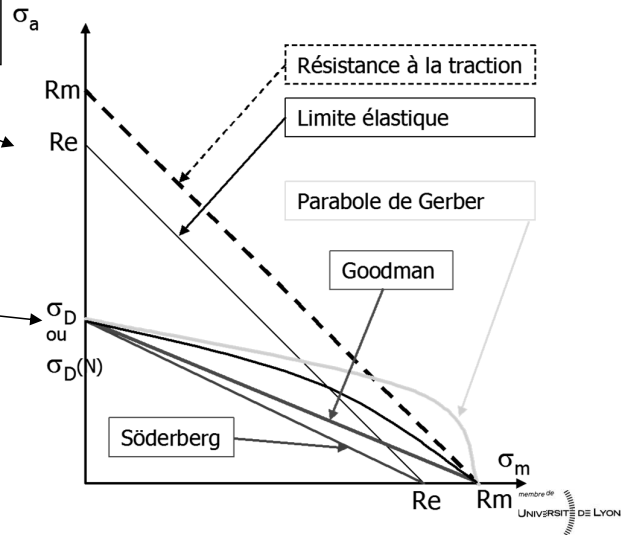 σa
Résistance à la traction
Rm
Limite élastique
Re
Parabole de Gerber
Goodman
σD
ou
σD(N)
Söderberg
σm
Re
Rm
membre de
UNIVERSITE DE LYON